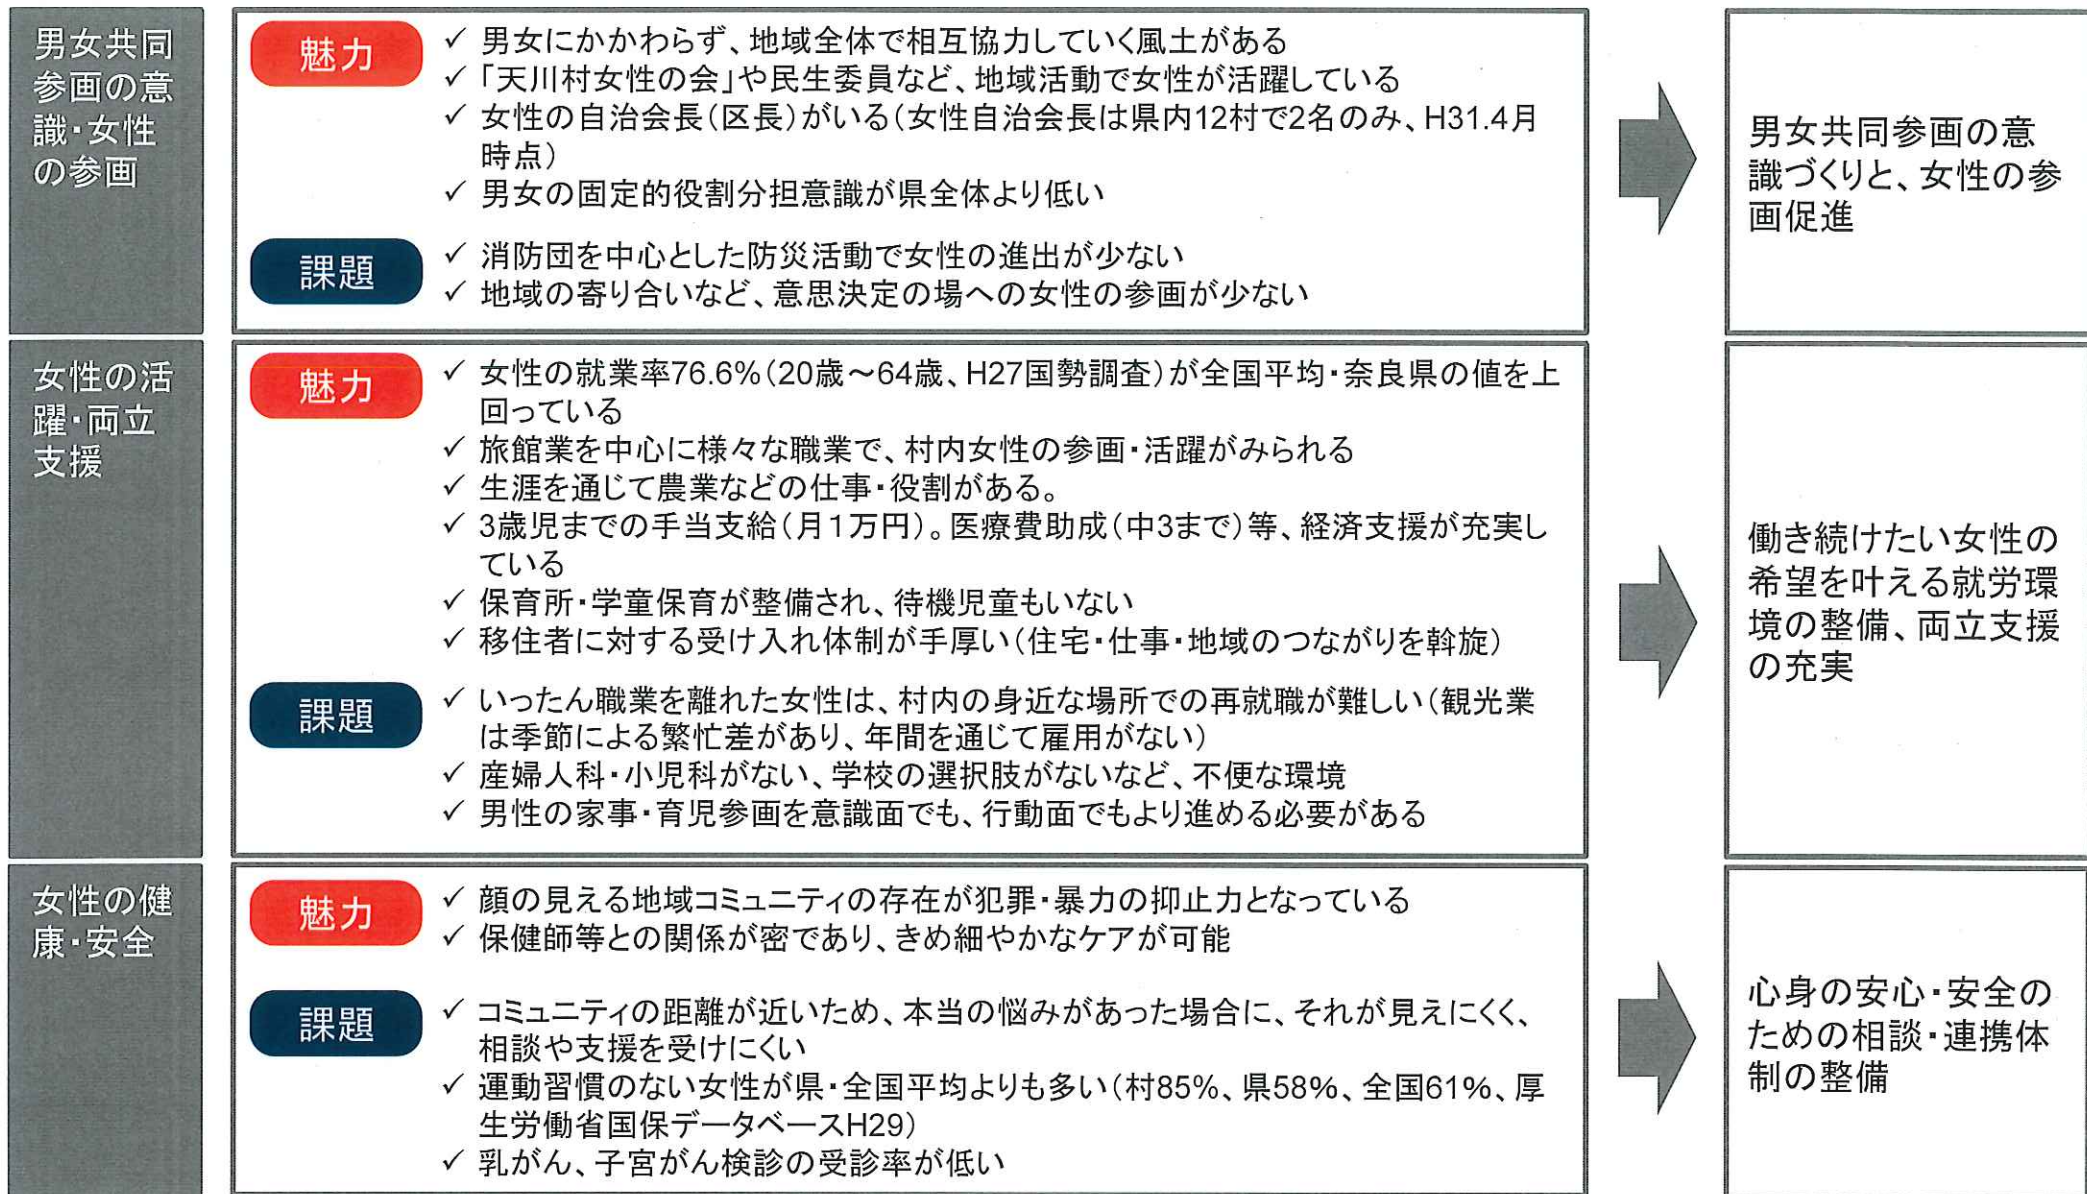 男女共同
参画の意
識・女性
の参画
魅力
✓ 男女にかかわらず、地域全体で相互協力していく風土がある
✓ 「天川村女性の会」や民生委員など、地域活動で女性が活躍している
✓ 女性の自治会長(区長)がいる(女性自治会長は県内12村で2名のみ、H31.4月
時点)
✓ 男女の固定的役割分担意識が県全体より低い
課題
✓ 消防団を中心とした防災活動で女性の進出が少ない
✓ 地域の寄り合いなど、意思決定の場への女性の参画が少ない
男女共同参画の意
識づくりと、女性の参
画促進
女性の活
躍・両立
支援
魅力
✓ 女性の就業率76.6%(20歳～64歳、H27国勢調査)が全国平均・奈良県の値を上
回っている
✓ 旅館業を中心に様々な職業で、村内女性の参画・活躍がみられる
✓ 生涯を通じて農業などの仕事・役割がある。
✓ 3歳児までの手当支給(月1万円)。医療費助成(中3まで)等、経済支援が充実し
ている
✓ 保育所・学童保育が整備され、待機児童もいない
✓ 移住者に対する受け入れ体制が手厚い(住宅・仕事・地域のつながりを斡旋)
課題
✓ いったん職業を離れた女性は、村内の身近な場所での再就職が難しい(観光業
は季節による繁忙差があり、年間を通じて雇用がない)
✓ 産婦人科・小児科がない、学校の選択肢がないなど、不便な環境
✓ 男性の家事・育児参画を意識面でも、行動面でもより進める必要がある
働き続けたい女性の
希望を叶える就労環
境の整備、両立支援
の充実
女性の健
康・安全
魅力
✓ 顔の見える地域コミュニティの存在が犯罪・暴力の抑止力となっている
✓ 保健師等との関係が密であり、きめ細やかなケアが可能
課題
✓ コミュニティの距離が近いため、本当の悩みがあった場合に、それが見えにくく、
相談や支援を受けにくい
✓ 運動習慣のない女性が県・全国平均よりも多い(村85%、県58%、全国61%、厚
生労働省国保データベースH29)
✓ 乳がん、子宮がん検診の受診率が低い
心身の安心・安全の
ための相談・連携体
制の整備